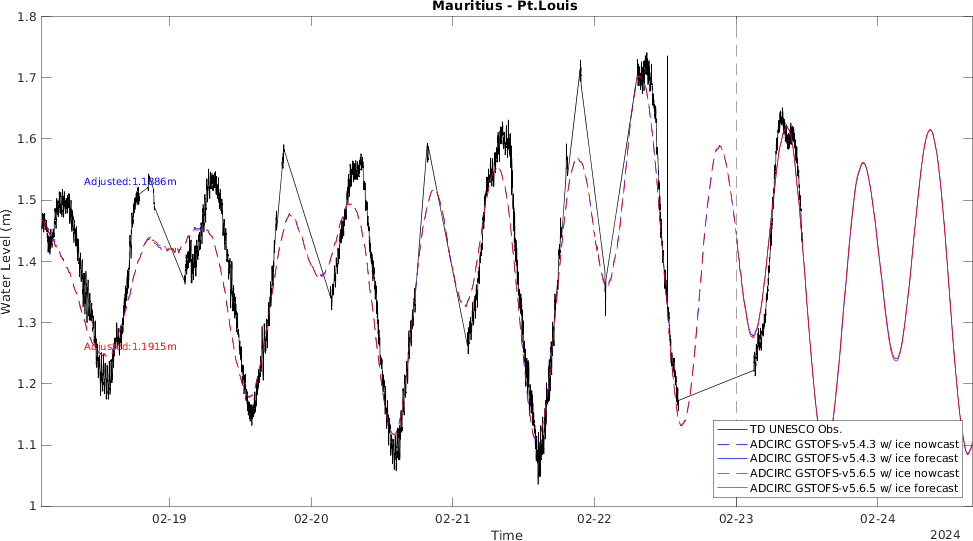 Mauritius - Pt.Louis
1.8
1.7
1.6
1.5
1.4
1.3
1.2
1.1
1
Water Level (m)
Adjusted:1.1886m
Adjusted:1.1915m
TD UNESCO Obs.
ADCIRC GSTOFS-v5.4.3 w/ ice nowcast
ADCIRC GSTOFS-v5.4.3 w/ ice forecast
ADCIRC GSTOFS-v5.6.5 w/ ice nowcast
ADCIRC GSTOFS-v5.6.5 w/ ice forecast
02-19 02-20 02-21 02-22 02-23 02-24
Time
2024